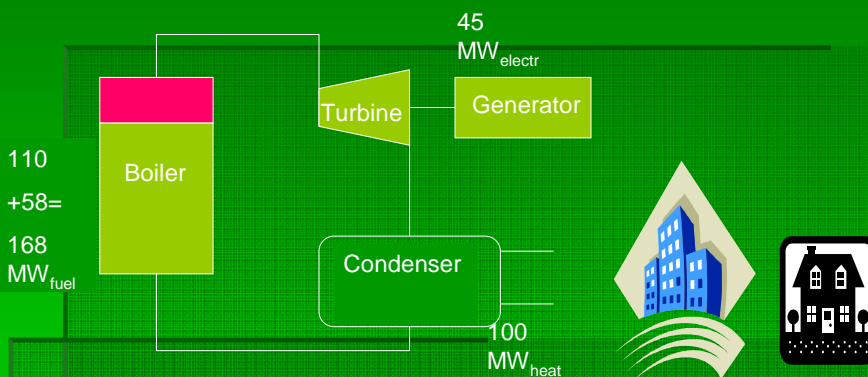 45
MWelectr
Turbine
Generator
110
+58=
168
MWfuel
Boiler
Condenser
100
MWheat